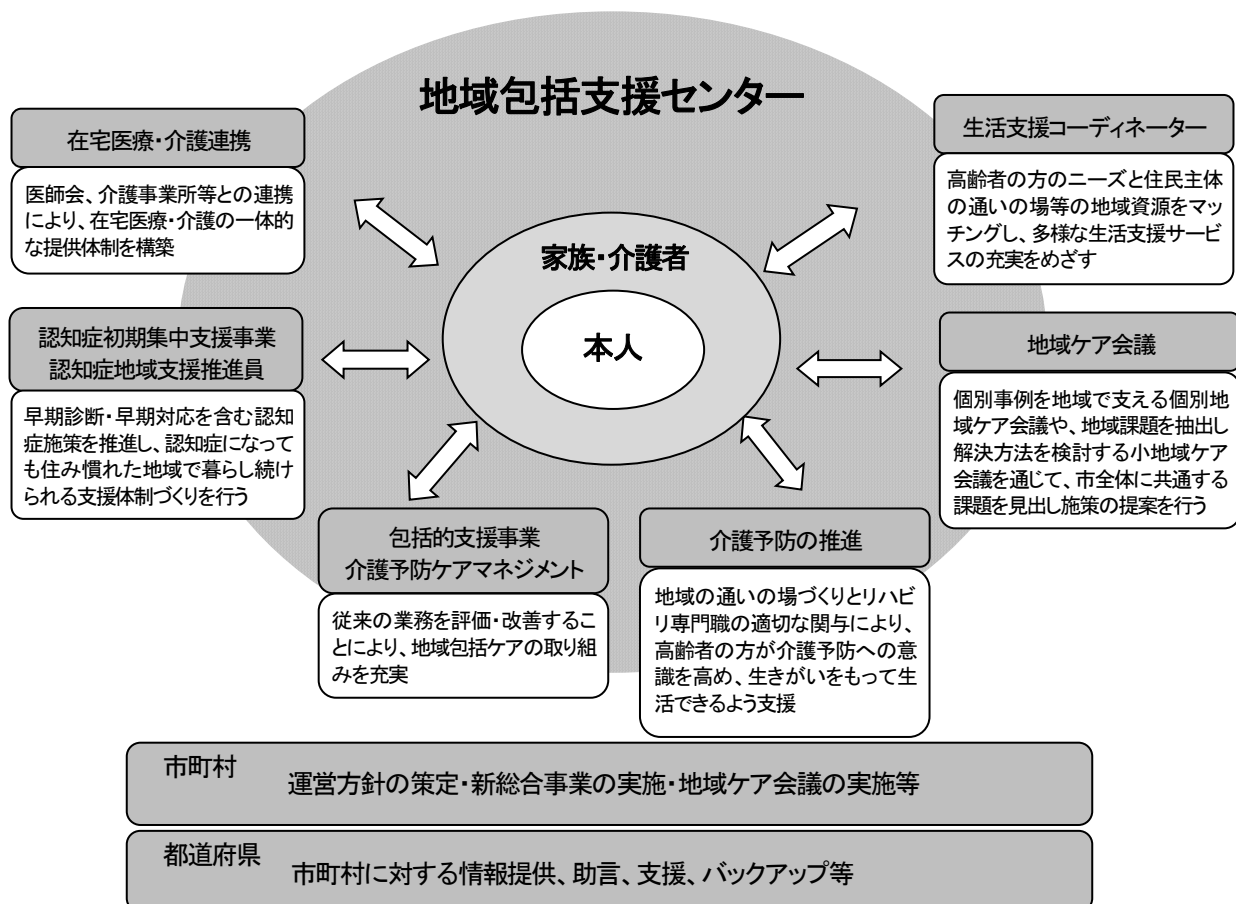 地域包括支援センター
在宅医療・介護連携
医師会、介護事業所等との連携
により、在宅医療・介護の一体的
な提供体制を構築
生活支援コーディネーター
高齢者の方のニーズと住民主体
の通いの場等の地域資源をマッ
チングし、多様な生活支援サービ
スの充実をめざす
家族・介護者
本人
認知症初期集中支援事業
認知症地域支援推進員
早期診断・早期対応を含む認知
症施策を推進し、認知症になって
も住み慣れた地域で暮らし続け
られる支援体制づくりを行う
地域ケア会議
個別事例を地域で支える個別地
域ケア会議や、地域課題を抽出し
解決方法を検討する小地域ケア
会議を通じて、市全体に共通する
課題を見出し施策の提案を行う
包括的支援事業
介護予防ケアマネジメント
従来の業務を評価・改善するこ
とにより、地域包括ケアの取り組
みを充実
介護予防の推進
地域の通いの場づくりとリハビ
リ専門職の適切な関与により、
高齢者の方が介護予防への意
識を高め、生きがいをもって生
活できるよう支援
市町村
運営方針の策定・新総合事業の実施・地域ケア会議の実施等
都道府県
市町村に対する情報提供、助言、支援、バックアップ等